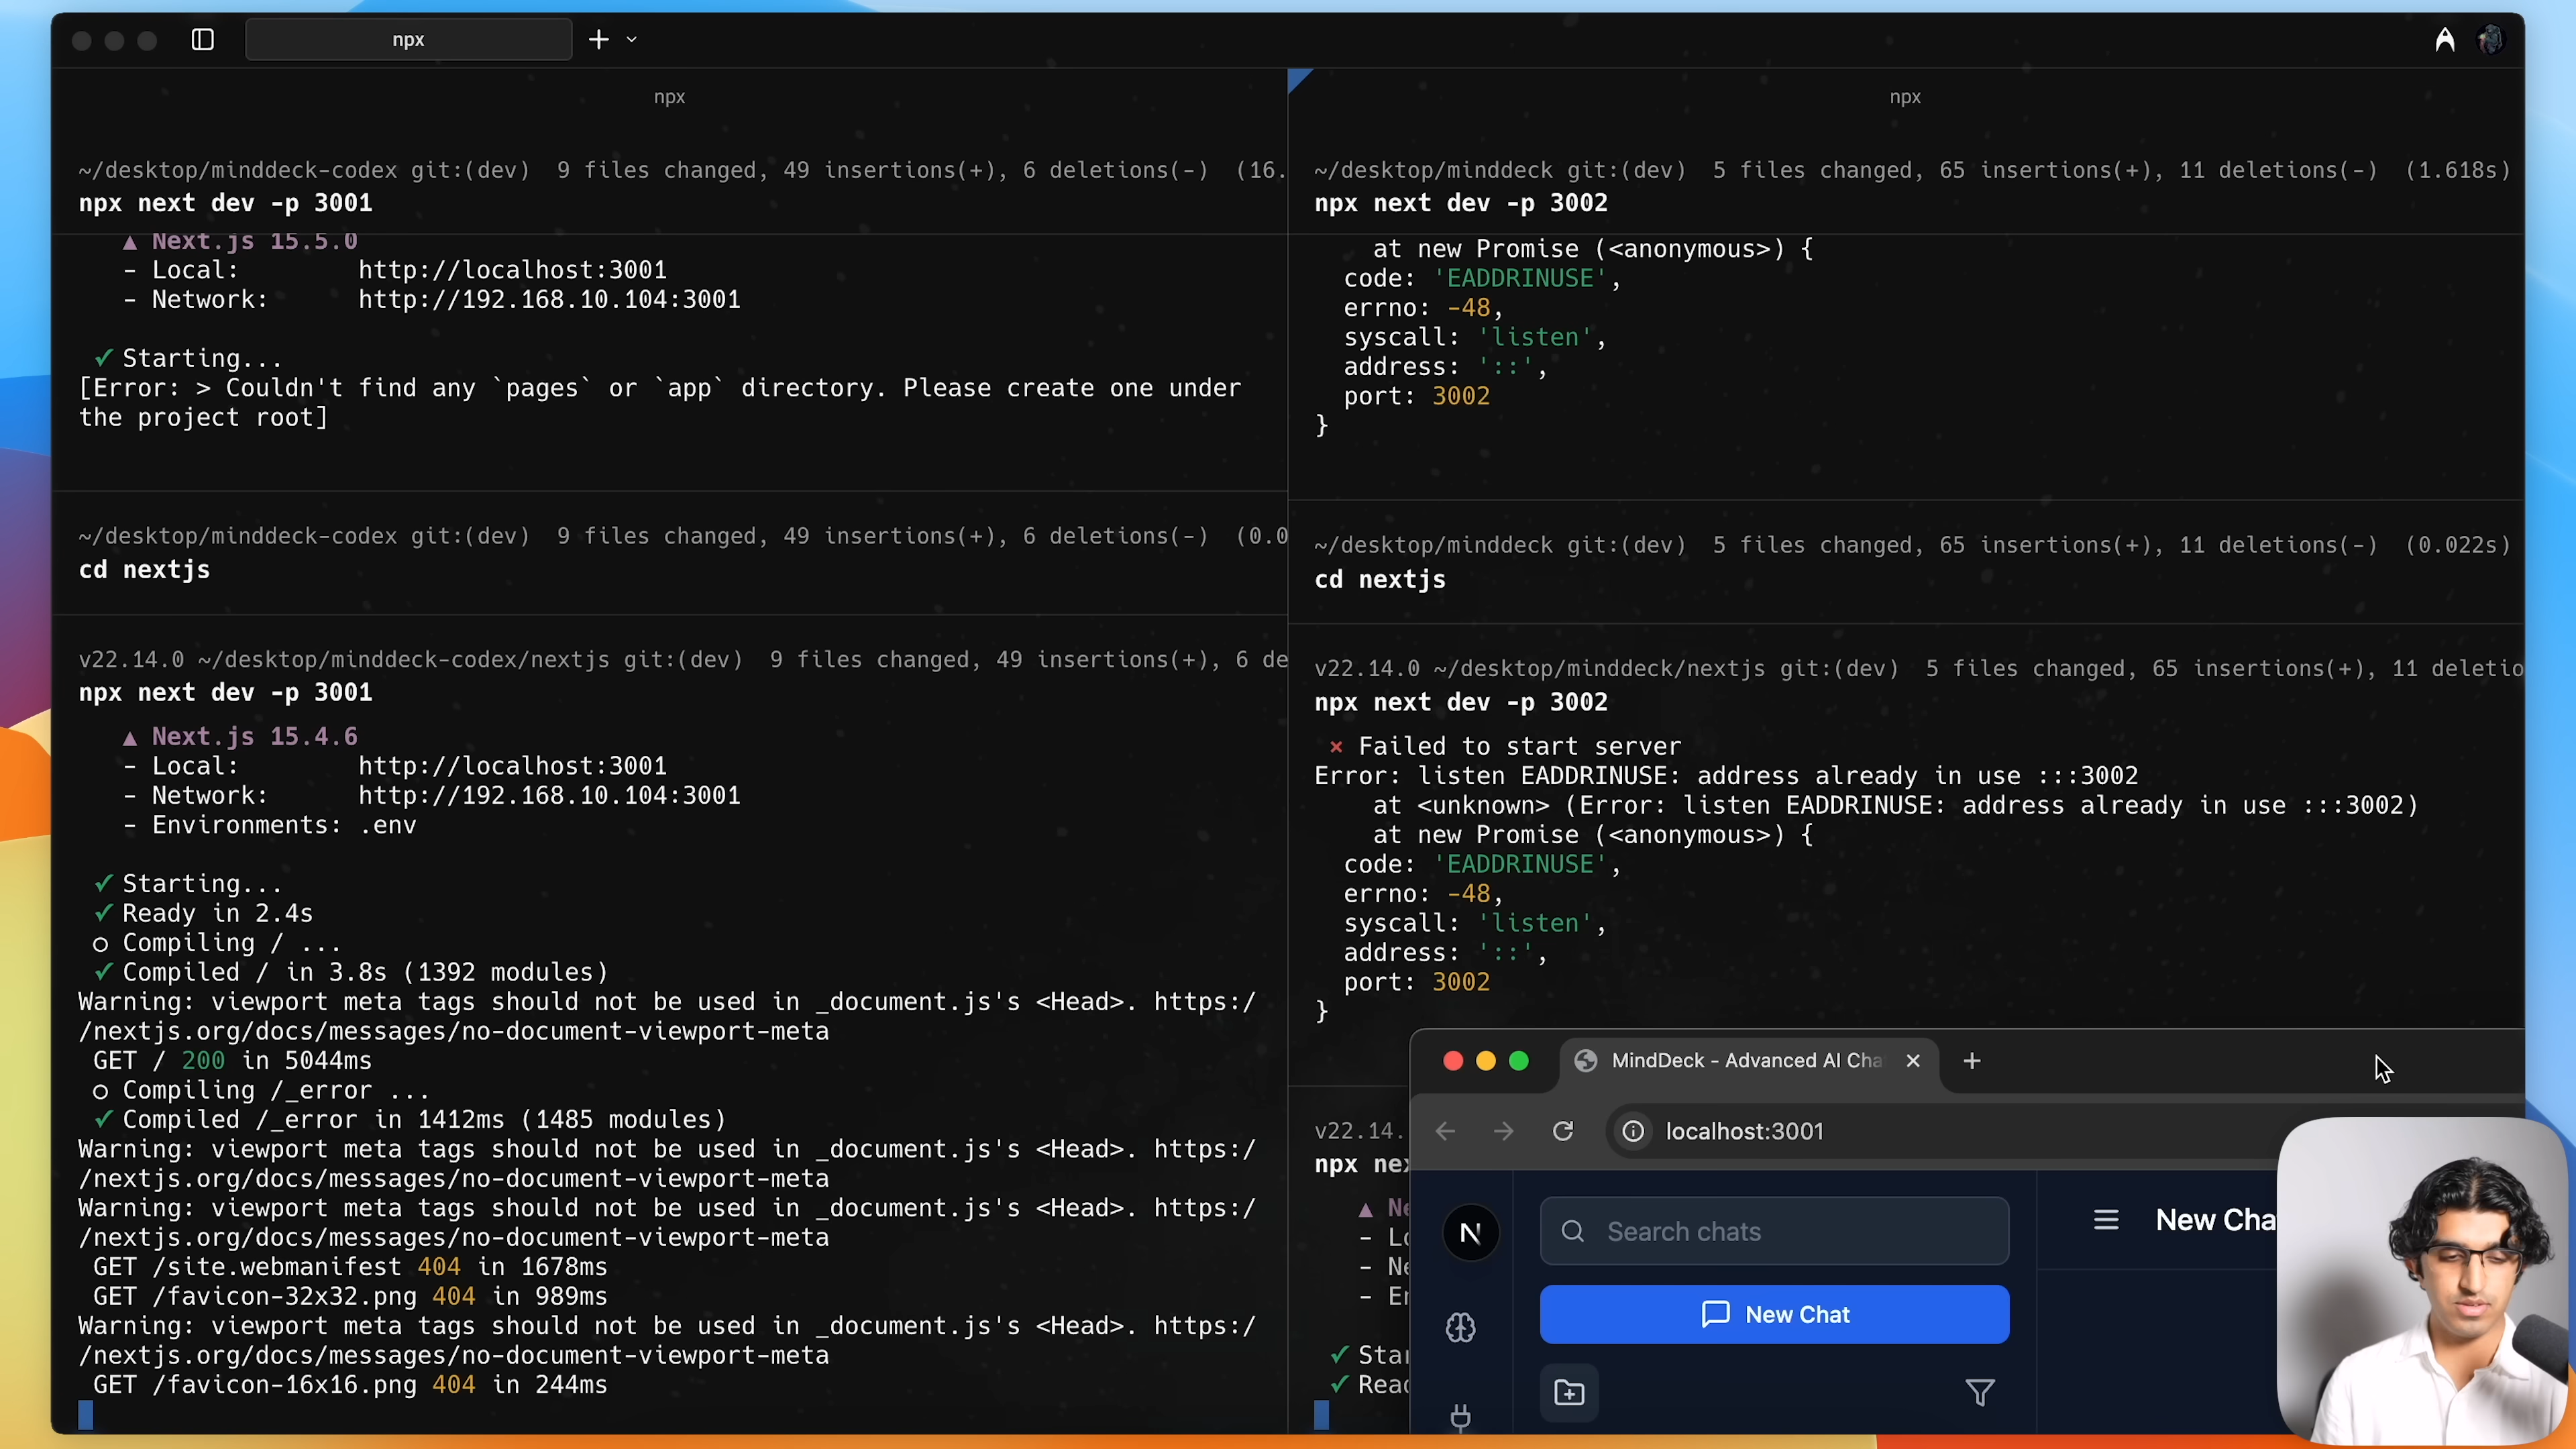 npx
npx
~/desktop/minddeck-codex git:(dev)  9 files changed, 49 insertions(+), 6 deletions(-)  (16.
npx next dev -p 3001
▲ Next.js 15.5.0
- Local:        http://localhost:3001
- Network:      http://192.168.10.104:3001
✓ Starting...
[Error: > Couldn't find any `pages` or `app` directory. Please create one under
the project root]
~/desktop/minddeck-codex git:(dev)  9 files changed, 49 insertions(+), 6 deletions(-)  (0.0
cd nextjs
v22.14.0 ~/desktop/minddeck-codex/nextjs git:(dev)  9 files changed, 49 insertions(+), 6 de
npx next dev -p 3001
▲ Next.js 15.4.6
- Local:        http://localhost:3001
- Network:      http://192.168.10.104:3001
- Environments: .env
✓ Starting...
✓ Ready in 2.4s
○ Compiling / ...
✓ Compiled / in 3.8s (1392 modules)
Warning: viewport meta tags should not be used in _document.js's <Head>. https:/
/nextjs.org/docs/messages/no-document-viewport-meta
GET / 200 in 5044ms
○ Compiling /_error ...
✓ Compiled /_error in 1412ms (1485 modules)
Warning: viewport meta tags should not be used in _document.js's <Head>. https:/
/nextjs.org/docs/messages/no-document-viewport-meta
Warning: viewport meta tags should not be used in _document.js's <Head>. https:/
/nextjs.org/docs/messages/no-document-viewport-meta
GET /site.webmanifest 404 in 1678ms
GET /favicon-32x32.png 404 in 989ms
Warning: viewport meta tags should not be used in _document.js's <Head>. https:/
/nextjs.org/docs/messages/no-document-viewport-meta
GET /favicon-16x16.png 404 in 244ms
npx
~/desktop/minddeck git:(dev)  5 files changed, 65 insertions(+), 11 deletions(-)  (1.618s)
npx next dev -p 3002
at new Promise (<anonymous>) {
code: 'EADDRINUSE',
errno: -48,
syscall: 'listen',
address: '::',
port: 3002
}
~/desktop/minddeck git:(dev)  5 files changed, 65 insertions(+), 11 deletions(-)  (0.022s)
cd nextjs
v22.14.0 ~/desktop/minddeck/nextjs git:(dev)  5 files changed, 65 insertions(+), 11 deletio
npx next dev -p 3002
× Failed to start server
Error: listen EADDRINUSE: address already in use :::3002
at <unknown> (Error: listen EADDRINUSE: address already in use :::3002)
at new Promise (<anonymous>) {
code: 'EADDRINUSE',
errno: -48,
syscall: 'listen',
address: '::',
port: 3002
}
v22.14.
npx nex
▲ Ne
- Lo
- Ne
- En
✓ Star
✓ Read
MindDeck - Advanced AI Cha
localhost:3001
N
Search chats
New Chat
New Cha